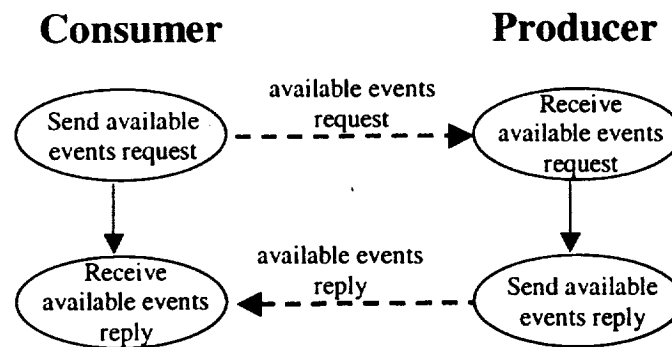 Consumer
Producer
Send available
events request
available events
request
Receive
available events
request
Receive
available events
reply
available events
reply
Send available
events reply